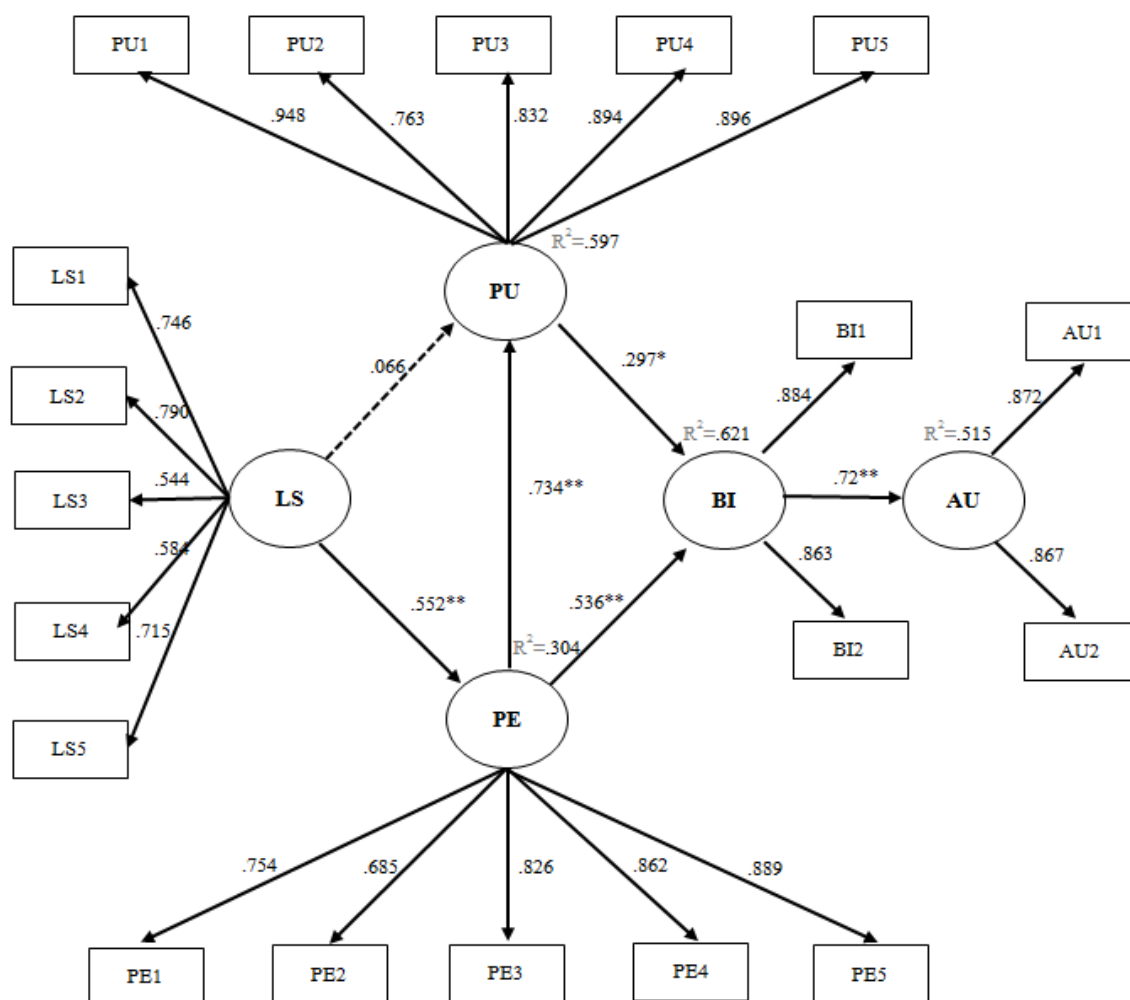 PU1 PU2 PU3 PU4 PU5
.948 .763 .832 .894 .896
R²=.597
PU
LS1
LS2
LS3
LS4
LS5
.746
.790
.544
.584
.715
LS
.066
.552**
.734**
.297*
.536**
R²=.304
PE
R²=.621
BI
.884
.863
BI1
BI2
.72**
R²=.515
AU
.872
.867
AU1
AU2
.754 .685 .826 .862 .889
PE1 PE2 PE3 PE4 PE5